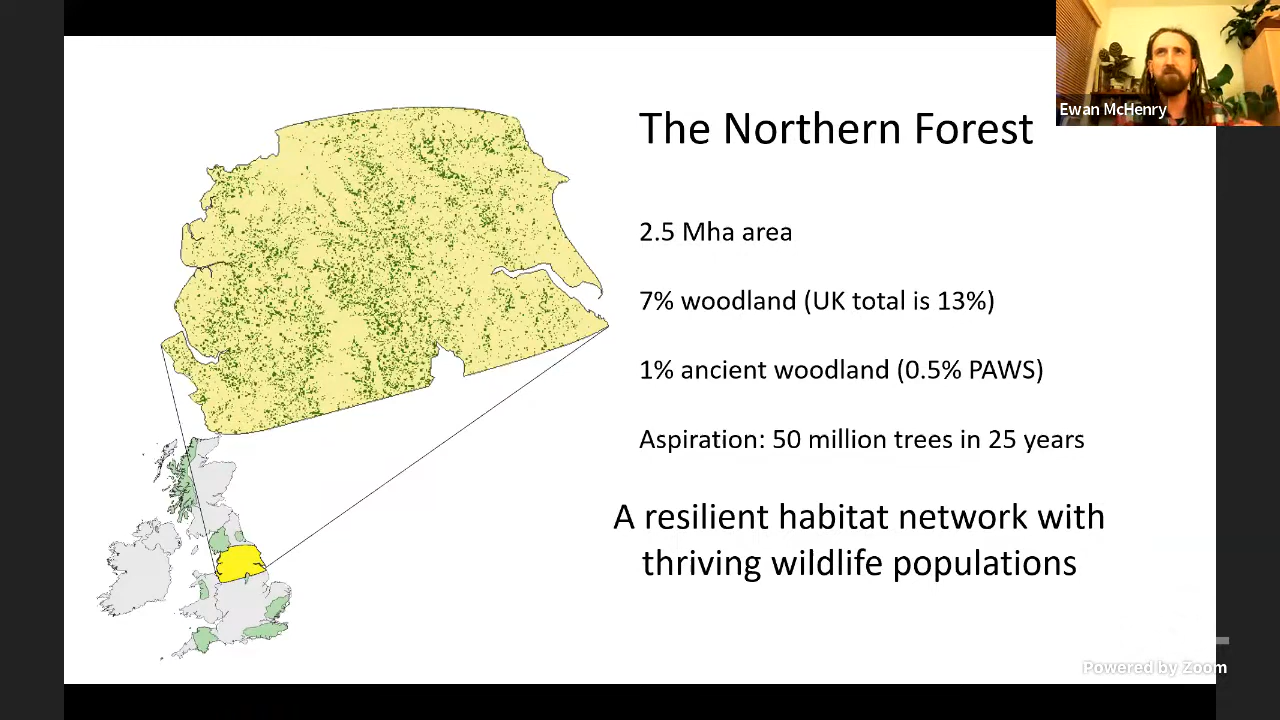 Ewan McHenry
The Northern Forest
2.5 Mha area
7% woodland (UK total is 13%)
1% ancient woodland (0.5% PAWS)
Aspiration: 50 million trees in 25 years
A resilient habitat network with
thriving wildlife populations
Powered by Zoom